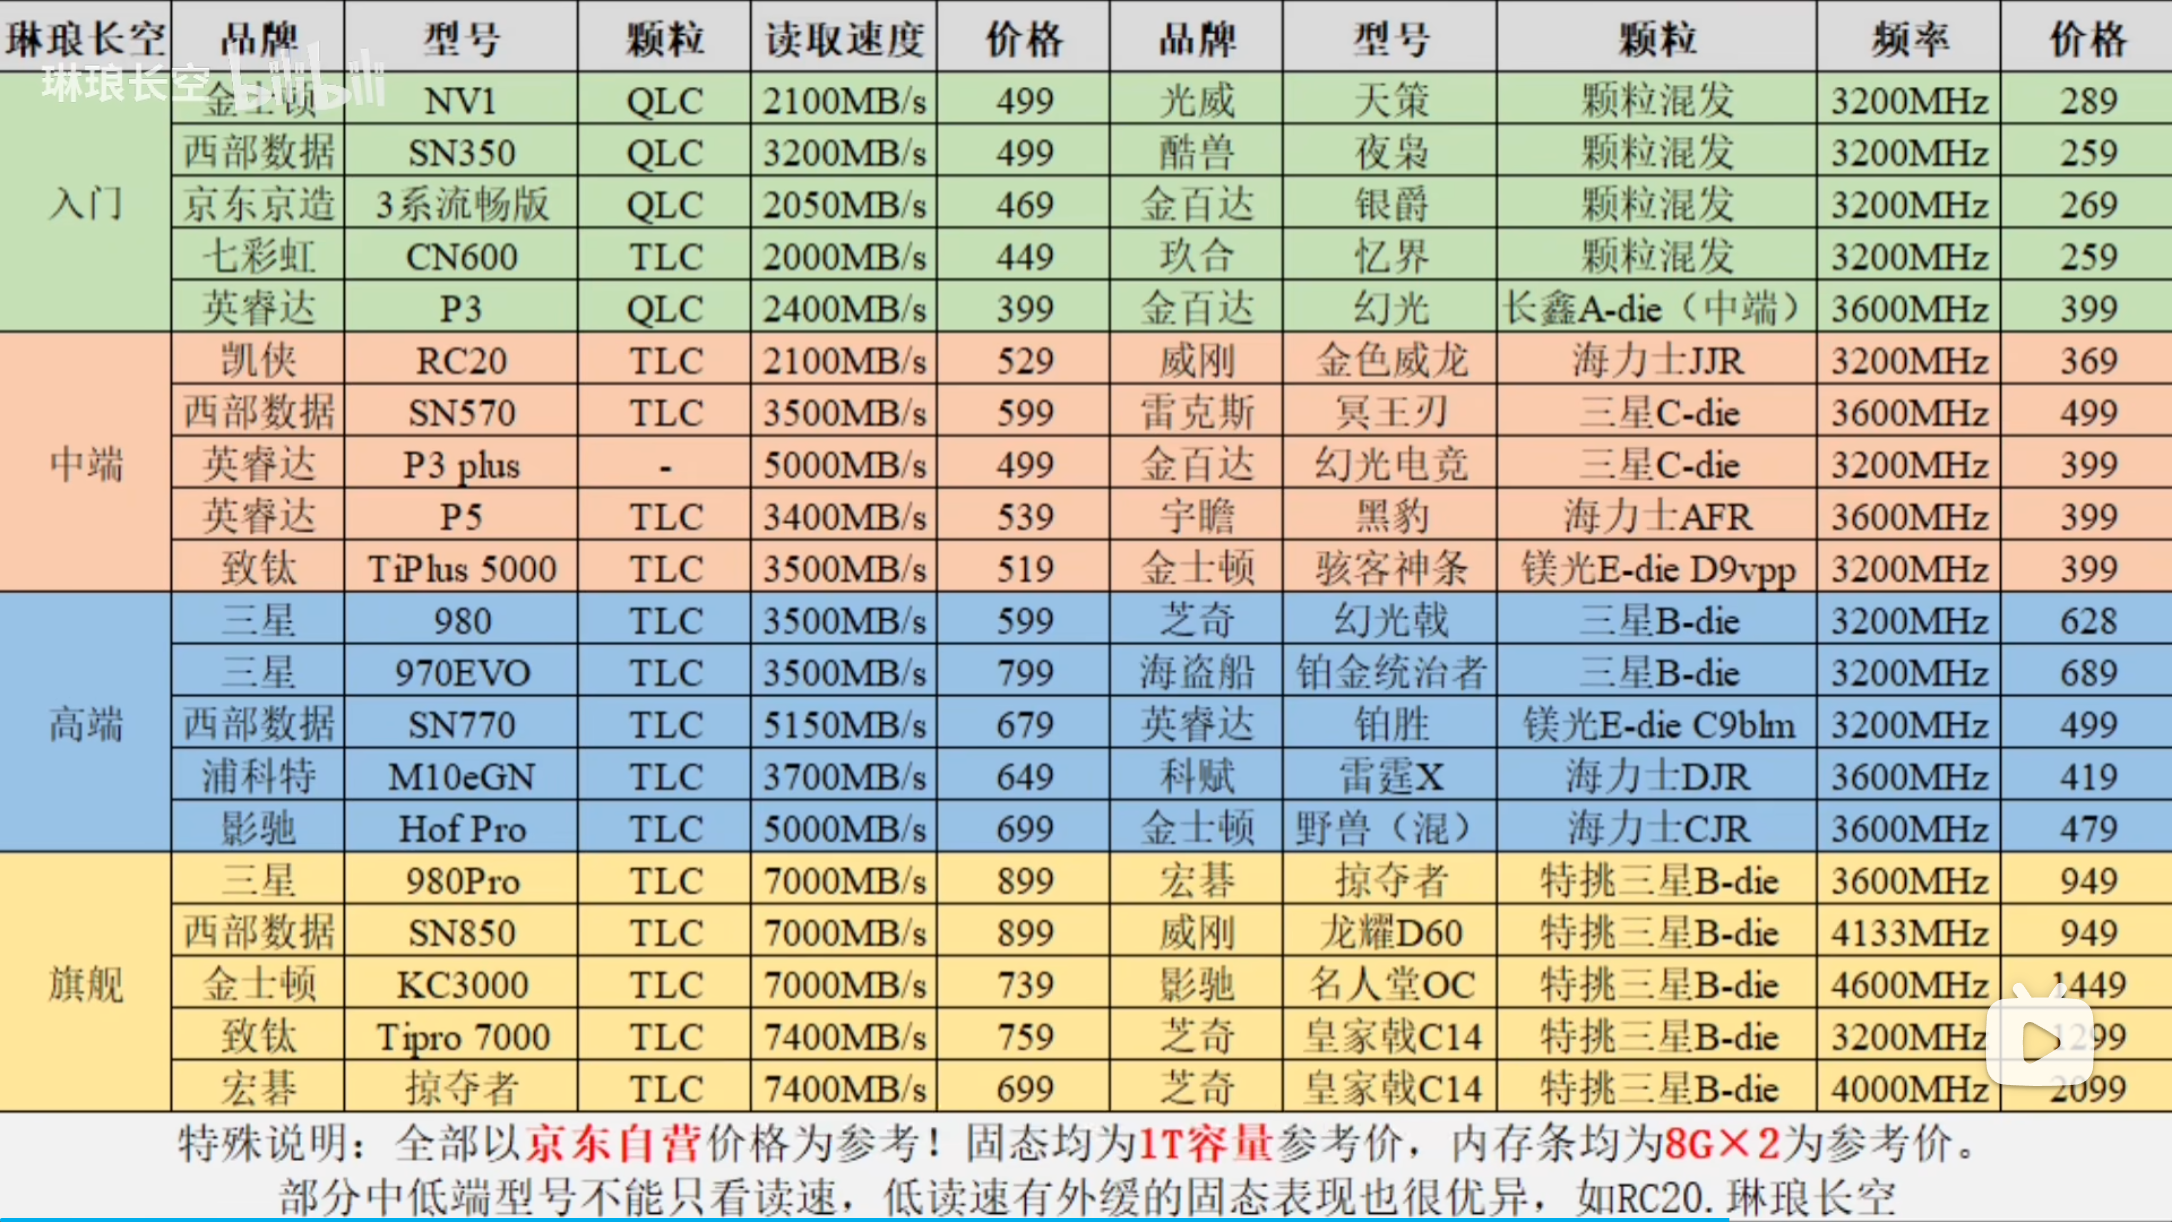 琳琅长空 品牌 型号 颗粒 读取速度 价格 品牌 型号 颗粒 频率 价格
琳琅长空 bilibili
金士顿 NV1 QLC 2100MB/s 499 光威 天策 颗粒混发 3200MHz 289
西部数据 SN350 QLC 3200MB/s 499 酷兽 夜枭 颗粒混发 3200MHz 259
入门 京东京造 3系流畅版 QLC 2050MB/s 469 金百达 银爵 颗粒混发 3200MHz 269
七彩虹 CN600 TLC 2000MB/s 449 玖合 忆界 颗粒混发 3200MHz 259
英睿达 P3 QLC 2400MB/s 399 金百达 幻光 长鑫A-die（中端） 3600MHz 399
凯侠 RC20 TLC 2100MB/s 529 威刚 金色威龙 海力士JJR 3200MHz 369
西部数据 SN570 TLC 3500MB/s 599 雷克斯 冥王刃 三星C-die 3600MHz 499
中端 英睿达 P3 plus - 5000MB/s 499 金百达 幻光电竞 三星C-die 3200MHz 399
英睿达 P5 TLC 3400MB/s 539 宇瞻 黑豹 海力士AFR 3600MHz 399
致钛 TiPlus 5000 TLC 3500MB/s 519 金士顿 骇客神条 镁光E-die D9vpp 3200MHz 399
三星 980 TLC 3500MB/s 599 芝奇 幻光戟 三星B-die 3200MHz 628
三星 970EVO TLC 3500MB/s 799 海盗船 铂金统治者 三星B-die 3200MHz 689
高端 西部数据 SN770 TLC 5150MB/s 679 英睿达 铂胜 镁光E-die C9blm 3200MHz 499
浦科特 M10eGN TLC 3700MB/s 649 科赋 雷霆X 海力士DJR 3600MHz 419
影驰 Hof Pro TLC 5000MB/s 699 金士顿 野兽（混） 海力士CJR 3600MHz 479
三星 980Pro TLC 7000MB/s 899 宏碁 掠夺者 特挑三星B-die 3600MHz 949
西部数据 SN850 TLC 7000MB/s 899 威刚 龙耀D60 特挑三星B-die 4133MHz 949
旗舰 金士顿 KC3000 TLC 7000MB/s 739 影驰 名人堂OC 特挑三星B-die 4600MHz 1449
致钛 Tipro 7000 TLC 7400MB/s 759 芝奇 皇家戟C14 特挑三星B-die 3200MHz 1299
宏碁 掠夺者 TLC 7400MB/s 699 芝奇 皇家戟C14 特挑三星B-die 4000MHz 2099
特殊说明：全部以京东自营价格为参考！固态均为1T容量参考价，内存条均为8G×2为参考价。
部分中低端型号不能只看读速，低读速有外缓的固态表现也很优异，如RC20.琳琅长空